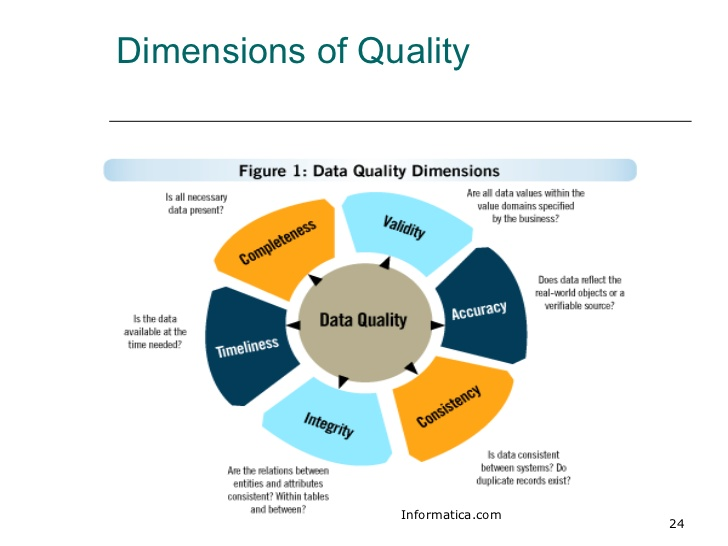 Dimensions of Quality
Figure 1: Data Quality Dimensions
Is all necessary
data present?
Completeness
Validity
Are all data values within the
value domains specified
by the business?
Accuracy
Does data reflect the
real-world objects or a
verifiable source?
Data Quality
Timeliness
Is the data
available at the
time needed?
Consistency
Is data consistent
between systems? Do
duplicate records exist?
Integrity
Are the relations between
entities and attributes
consistent? Within tables
and between?
Informatica.com
24